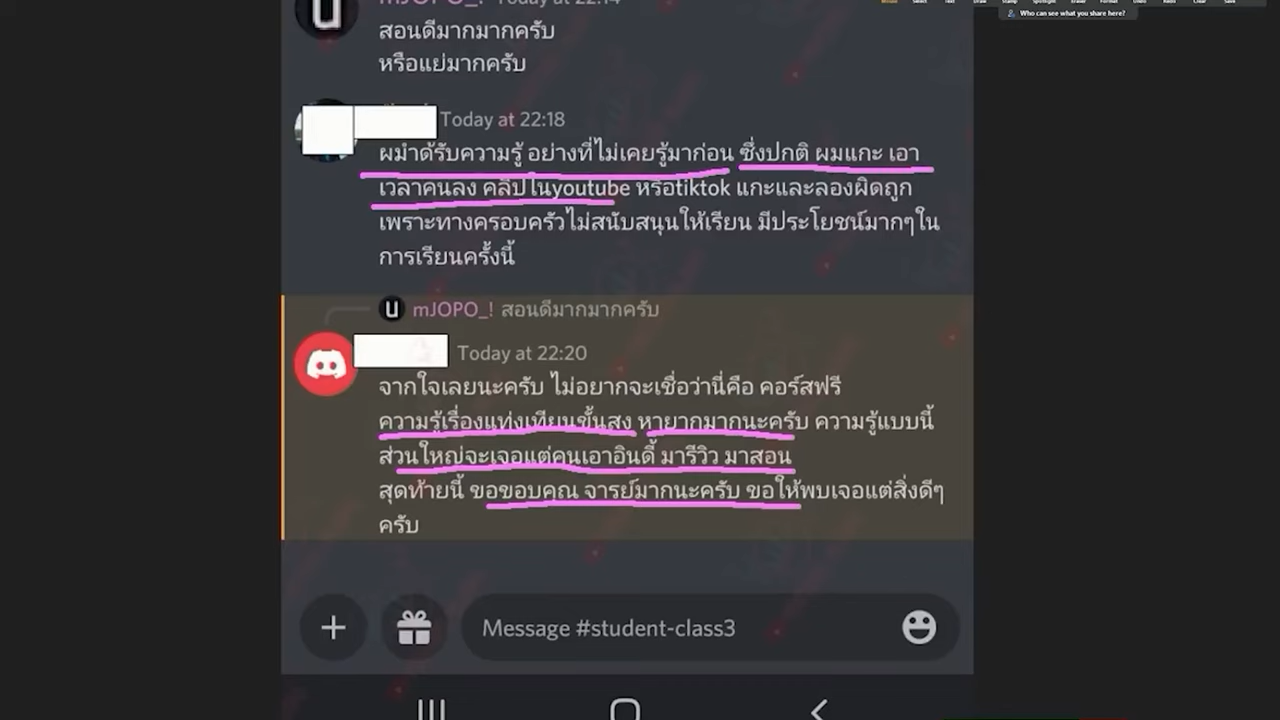 mJOPO_! Today at 22:14
สอนดีมากมากครับ
หรือแย่มากครับ
Today at 22:18
ผมได้รับความรู้ อย่างที่ไม่เคยรู้มาก่อน ซึ่งปกติ ผมแกะ เอา
เวลาคนลง คลิปในyoutube หรือtiktok แกะและลองผิดถูก
เพราะทางครอบครัวไม่สนับสนุนให้เรียน มีประโยชน์มากๆใน
การเรียนครั้งนี้
mJOPO_! สอนดีมากมากครับ
Today at 22:20
จากใจเลยนะครับ ไม่อยากจะเชื่อว่านี่คือ คอร์สฟรี
ความรู้เรื่องแท่งเทียนขั้นสูง หายากมากนะครับ ความรู้แบบนี้
ส่วนใหญ่จะเจอแต่คนเอาอินดี้ มารีวิว มาสอน
สุดท้ายนี้ ขอขอบคุณ จารย์มากนะครับ ขอให้พบเจอแต่สิ่งดีๆ
ครับ
Message #student-class3
Who can see what you share here?